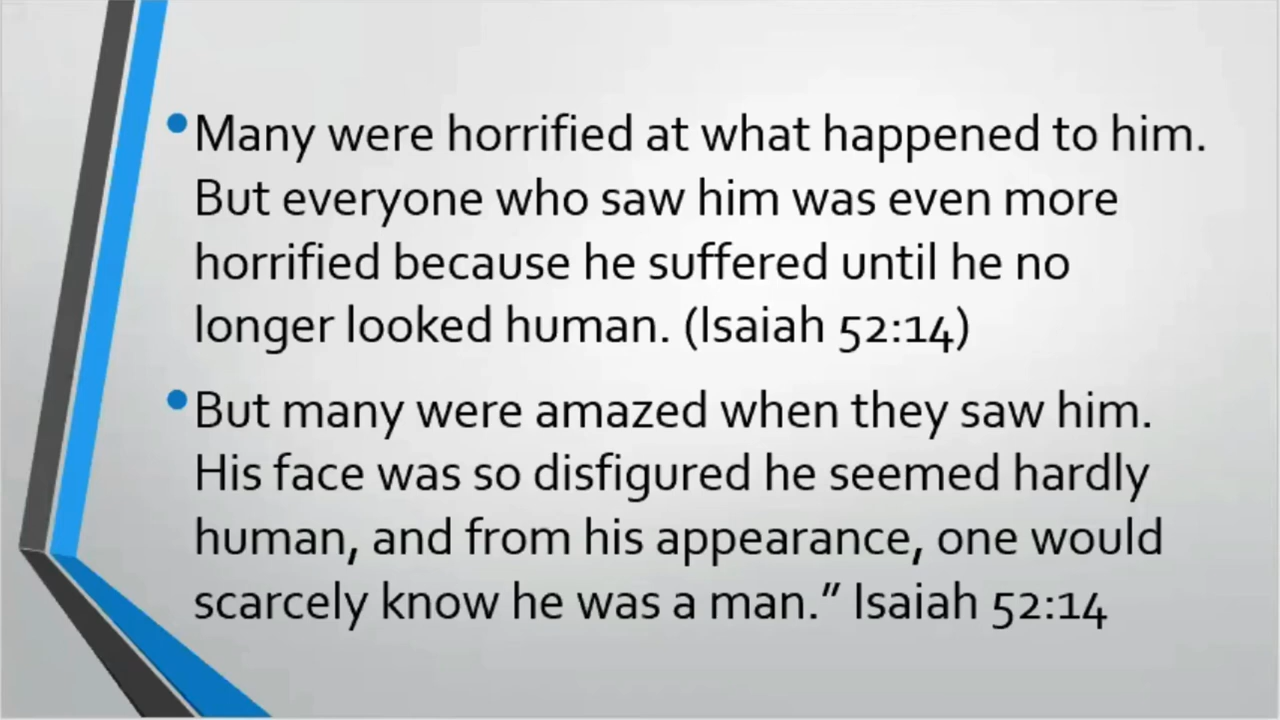 •Many were horrified at what happened to him.
But everyone who saw him was even more
horrified because he suffered until he no
longer looked human. (Isaiah 52:14)
•But many were amazed when they saw him.
His face was so disfigured he seemed hardly
human, and from his appearance, one would
scarcely know he was a man.” Isaiah 52:14